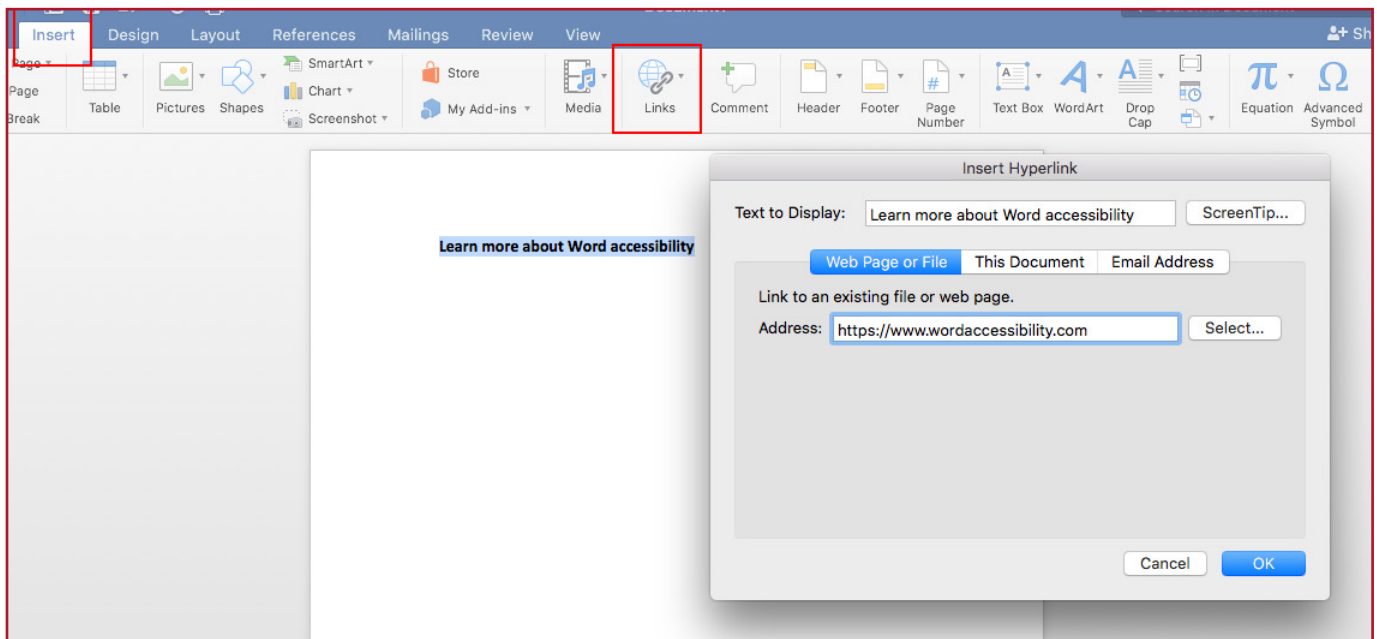 Insert Design Layout References Mailings Review View
Page
Page
Break
Table
Pictures
Shapes
SmartArt
Chart
Screenshot
Store
My Add-ins
Media
Links
Comment
Header
Footer
Page
Number
Text Box
WordArt
Drop
Cap
Equation
Advanced
Symbol
Learn more about Word accessibility
Insert Hyperlink
Text to Display: Learn more about Word accessibility ScreenTip...
Web Page or File This Document Email Address
Link to an existing file or web page.
Address: https://www.wordaccessibility.com Select...
Cancel OK